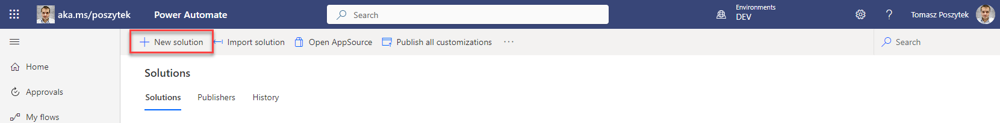 aka.ms/poszytek Power Automate Search Environments DEV ? Tomasz Poszytek
New solution Import solution Open AppSource Publish all customizations ... Search
Home
Solutions
Approvals
Solutions Publishers History
My flows